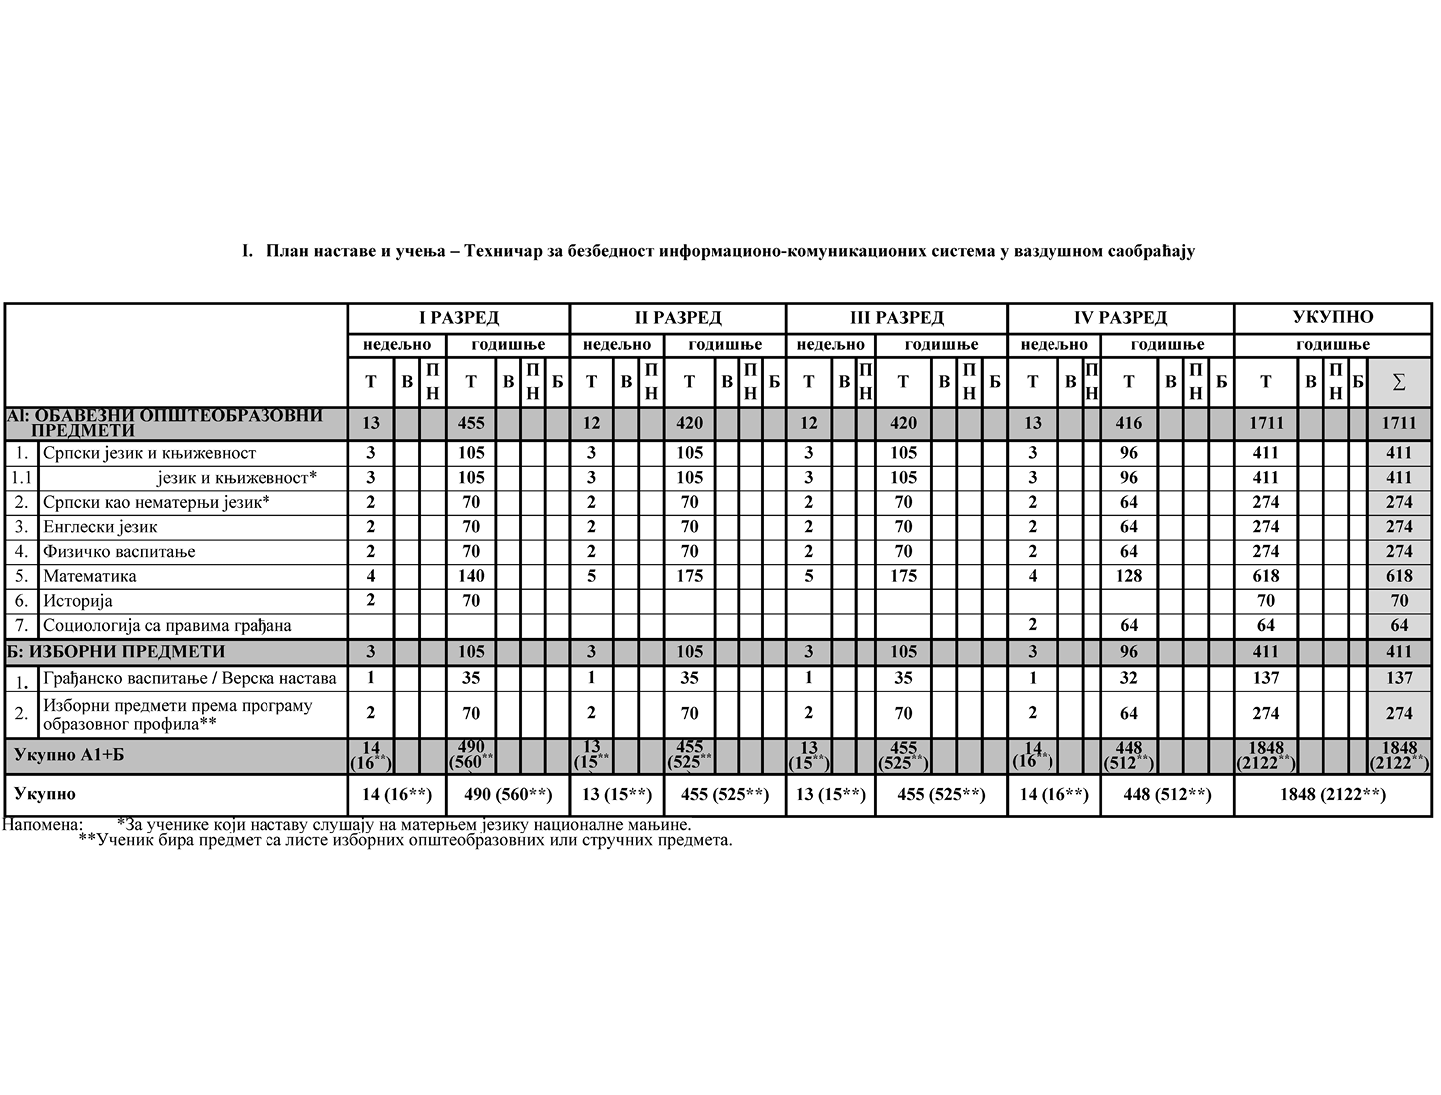 I. План наставе и учења – Техничар за безбедност информационо-комуникационих система у ваздушном саобраћају
I РАЗРЕД II РАЗРЕД III РАЗРЕД IV РАЗРЕД УКУПНО
недељно годишње недељно годишње недељно годишње недељно годишње годишње
Т В ПН Т В ПН Б Т В ПН Т В ПН Б Т В ПН Т В ПН Б Т В ПН Т В ПН Б Т В ПН Б ∑
АI: ОБАВЕЗНИ ОПШТЕОБРАЗОВНИ
ПРЕДМЕТИ 13 455 12 420 12 420 13 416 1711 1711
1. Српски језик и књижевност 3 105 3 105 3 105 3 96 411 411
1.1 језик и књижевност* 3 105 3 105 3 105 3 96 411 411
2. Српски као нематерњи језик* 2 70 2 70 2 70 2 64 274 274
3. Енглески језик 2 70 2 70 2 70 2 64 274 274
4. Физичко васпитање 2 70 2 70 2 70 2 64 274 274
5. Математика 4 140 5 175 5 175 4 128 618 618
6. Историја 2 70 70 70
7. Социологија са правима грађана 2 64 64 64
Б: ИЗБОРНИ ПРЕДМЕТИ 3 105 3 105 3 105 3 96 411 411
1. Грађанско васпитање / Верска настава 1 35 1 35 1 35 1 32 137 137
2. Изборни предмети према програму
образовног профила** 2 70 2 70 2 70 2 64 274 274
Укупно А1+Б 14 490 13 455 13 455 14 448 1848 1848
(16**) (560**) (15**) (525**) (15**) (525**) (16**) (512**) (2122**) (2122**)
Укупно 14 (16**) 490 (560**) 13 (15**) 455 (525**) 13 (15**) 455 (525**) 14 (16**) 448 (512**) 1848 (2122**)
Напомена: *За ученике који наставу слушају на матерњем језику националне мањине.
**Ученик бира предмет са листе изборних општеобразовних или стручних предмета.